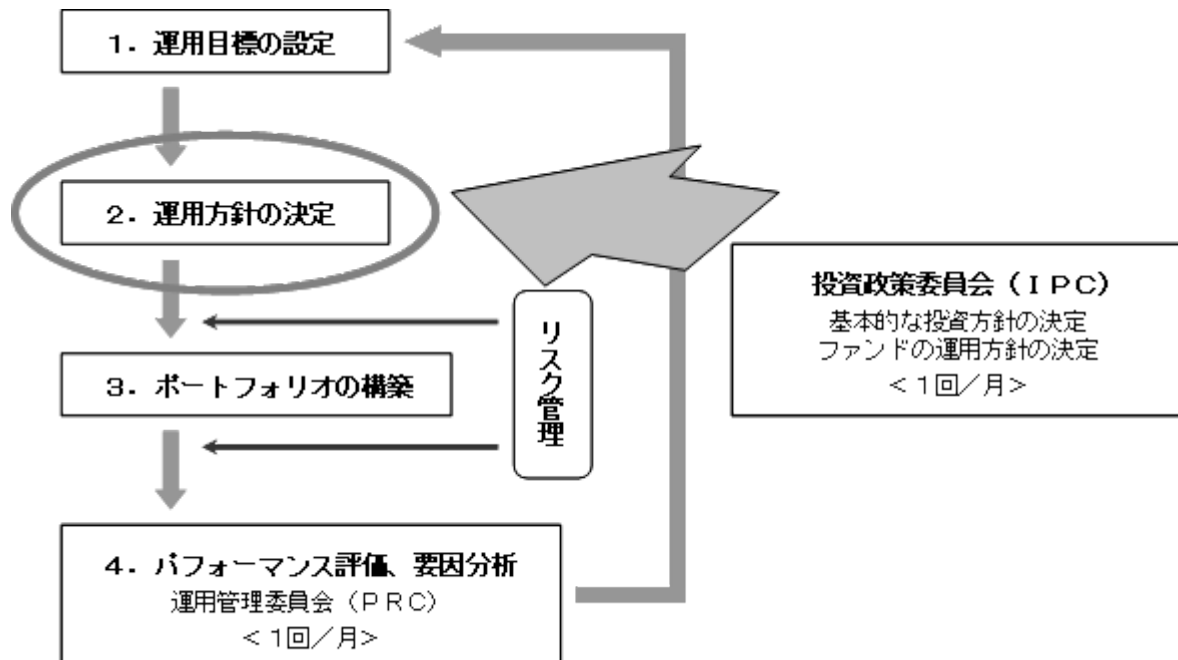 １．運用目標の設定
２．運用方針の決定
３．ポートフォリオの構築
４．パフォーマンス評価、要因分析
運用管理委員会（ＰＲＣ）
＜１回／月＞
リスク管理
投資政策委員会（ＩＰＣ）
基本的な投資方針の決定
ファンドの運用方針の決定
＜１回／月＞